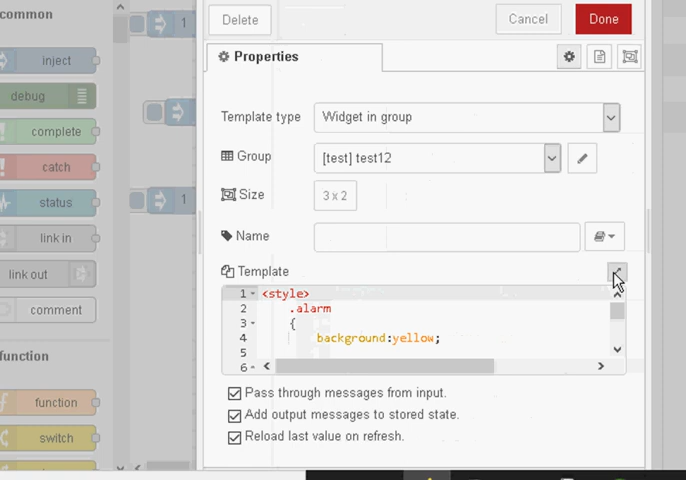 common
inject
debug
complete
catch
status
link in
link out
comment
function
function
switch
1
1
Delete
Cancel
Done
Properties
Template type
Widget in group
Group
[test] test12
Size
3 x 2
Name
Template
1 <style>
2 .alarm
3 {
4 background:yellow;
5
6
Pass through messages from input.
Add output messages to stored state.
Reload last value on refresh.